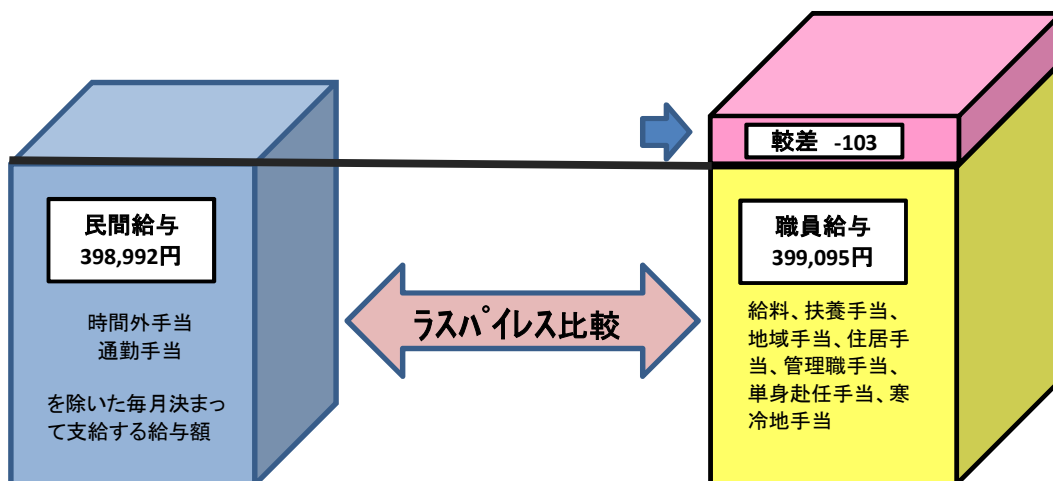 較差 -103
民間給与
398,992円
時間外手当
通勤手当
を除いた毎月決まっ
て支給する給与額
ラスパイレス比較
職員給与
399,095円
給料、扶養手当、
地域手当、住居手
当、管理職手当、
単身赴任手当、寒
冷地手当